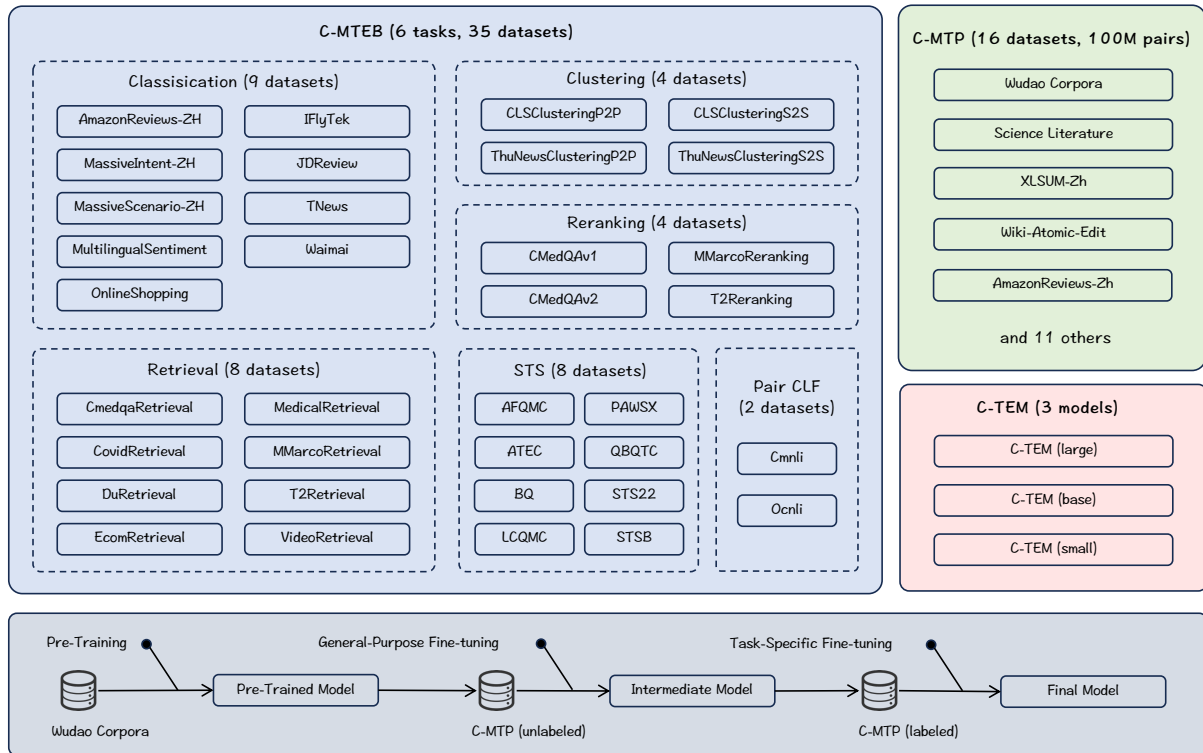 C-MTEB (6 tasks, 35 datasets)
Classisication (9 datasets)
AmazonReviews-ZH
IFlyTek
MassiveIntent-ZH
JDReview
MassiveScenario-ZH
TNews
MultilingualSentiment
Waimai
OnlineShopping
Clustering (4 datasets)
CLSClusteringP2P
CLSClusteringS2S
ThuNewsClusteringP2P
ThuNewsClusteringS2S
Reranking (4 datasets)
CMedQAv1
MMarcoReranking
CMedQAv2
T2Reranking
Retrieval (8 datasets)
CmedqaRetrieval
MedicalRetrieval
CovidRetrieval
MMarcoRetrieval
DuRetrieval
T2Retrieval
EcomRetrieval
VideoRetrieval
STS (8 datasets)
AFQMC
PAWSX
ATEC
QBQTC
BQ
STS22
LCQMC
STSB
Pair CLF
(2 datasets)
Cmnli
Ocnli
C-MTP (16 datasets, 100M pairs)
Wudao Corpora
Science Literature
XLSUM-Zh
Wiki-Atomic-Edit
AmazonReviews-Zh
and 11 others
C-TEM (3 models)
C-TEM (large)
C-TEM (base)
C-TEM (small)
Pre-Training
General-Purpose Fine-tuning
Task-Specific Fine-tuning
Pre-Trained Model
Intermediate Model
Final Model
Wudao Corpora
C-MTP (unlabeled)
C-MTP (labeled)